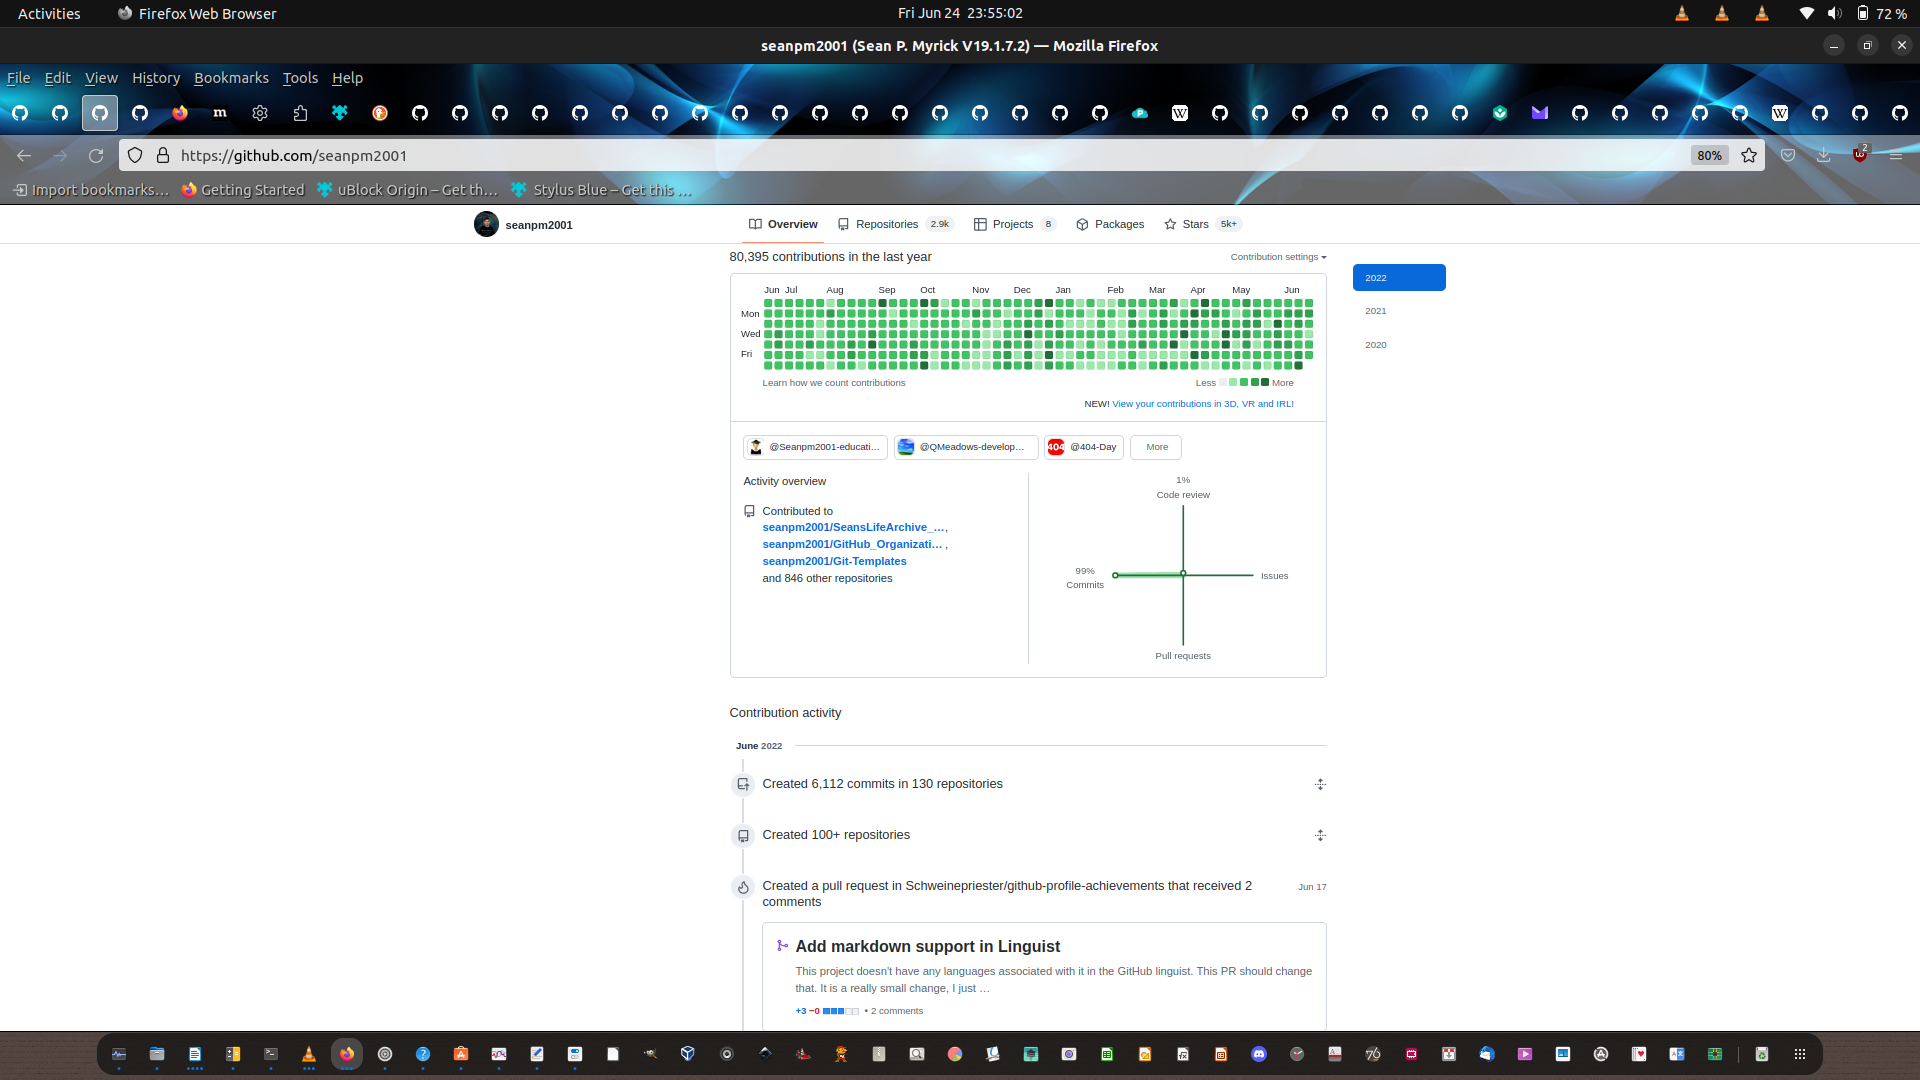 Activities
Firefox Web Browser
Fri Jun 24  23:55:02
72 %
seanpm2001 (Sean P. Myrick V19.1.7.2) — Mozilla Firefox
File Edit View History Bookmarks Tools Help
https://github.com/seanpm2001
80%
2
Import bookmarks…
Getting Started
uBlock Origin – Get th…
Stylus Blue – Get this …
seanpm2001
Overview
Repositories 2.9k
Projects 8
Packages
Stars 5k+
80,395 contributions in the last year
Contribution settings
2022
2021
2020
Jun Jul Aug Sep Oct Nov Dec Jan Feb Mar Apr May Jun
Mon
Wed
Fri
Learn how we count contributions
Less More
NEW! View your contributions in 3D, VR and IRL!
@Seanpm2001-educati…
@QMeadows-develop…
404 @404-Day
More
Activity overview
Contributed to
seanpm2001/SeansLifeArchive_…,
seanpm2001/GitHub_Organizati… ,
seanpm2001/Git-Templates
and 846 other repositories
1%
Code review
99%
Commits
Issues
Pull requests
Contribution activity
June 2022
Created 6,112 commits in 130 repositories
Created 100+ repositories
Created a pull request in Schweinepriester/github-profile-achievements that received 2
comments
Jun 17
Add markdown support in Linguist
This project doesn't have any languages associated with it in the GitHub linguist. This PR should change
that. It is a really small change, I just …
+3 −0 • 2 comments